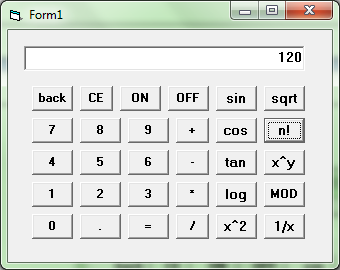 Form1
120
back CE ON OFF sin sqrt
7 8 9 + cos n!
4 5 6 - tan x^y
1 2 3 * log MOD
0 . = / x^2 1/x